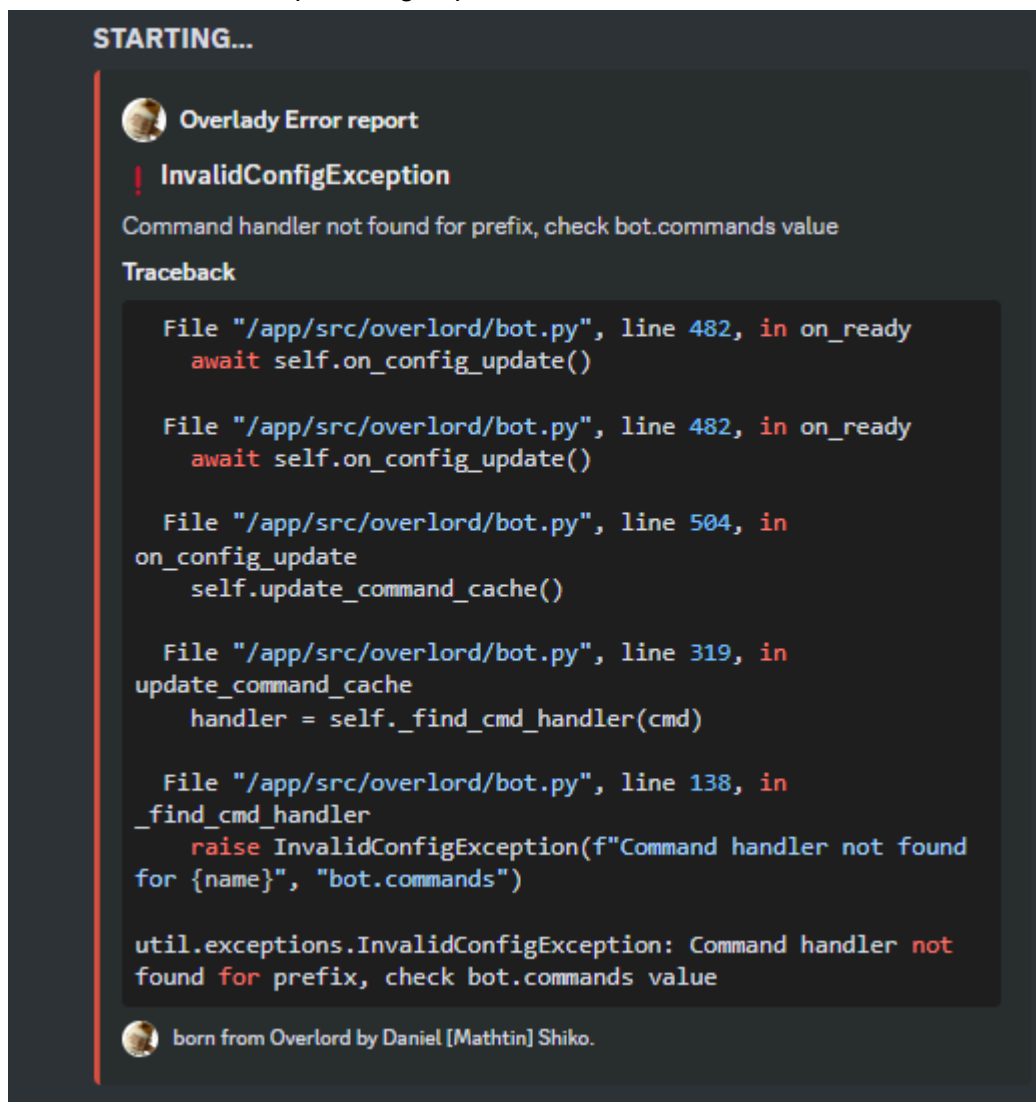 STARTING...
Overlady Error report
❗ InvalidConfigException
Command handler not found for prefix, check bot.commands value
Traceback
File "/app/src/overlord/bot.py", line 482, in on_ready
await self.on_config_update()
File "/app/src/overlord/bot.py", line 482, in on_ready
await self.on_config_update()
File "/app/src/overlord/bot.py", line 504, in
on_config_update
self.update_command_cache()
File "/app/src/overlord/bot.py", line 319, in
update_command_cache
handler = self._find_cmd_handler(cmd)
File "/app/src/overlord/bot.py", line 138, in
_find_cmd_handler
raise InvalidConfigException(f"Command handler not found
for {name}", "bot.commands")
util.exceptions.InvalidConfigException: Command handler not
found for prefix, check bot.commands value
born from Overlord by Daniel [Mathtin] Shiko.